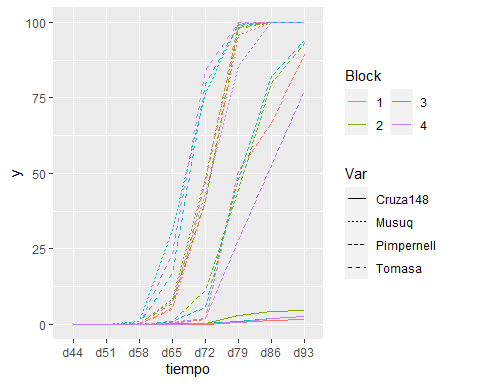 100
75
50
25
0
y
d44 d51 d58 d65 d72 d79 d86 d93
tiempo
Block
1 3
2 4
Var
Cruza148
Musuq
Pimpernell
Tomasa